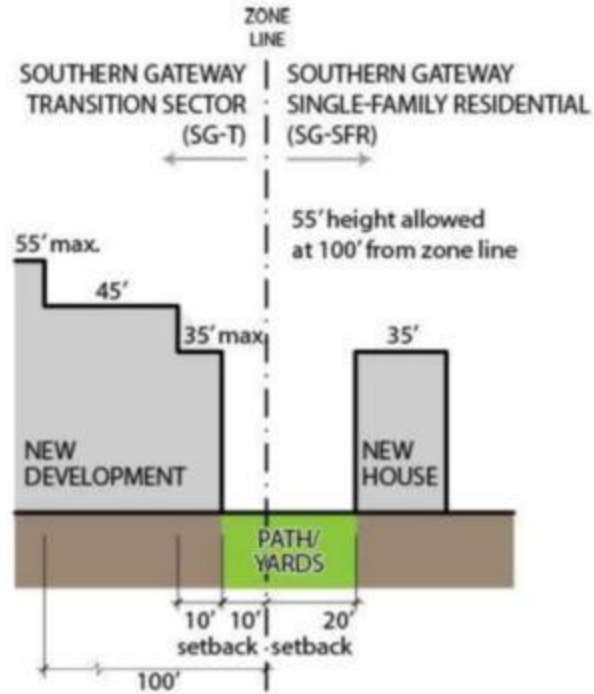 ZONE
LINE
SOUTHERN GATEWAY
TRANSITION SECTOR
(SG-T)
SOUTHERN GATEWAY
SINGLE-FAMILY RESIDENTIAL
(SG-SFR)
55' height allowed
at 100' from zone line
55' max.
45'
35' max
35'
NEW
DEVELOPMENT
NEW
HOUSE
PATH/
YARDS
10' 10' 20'
setback setback
100'